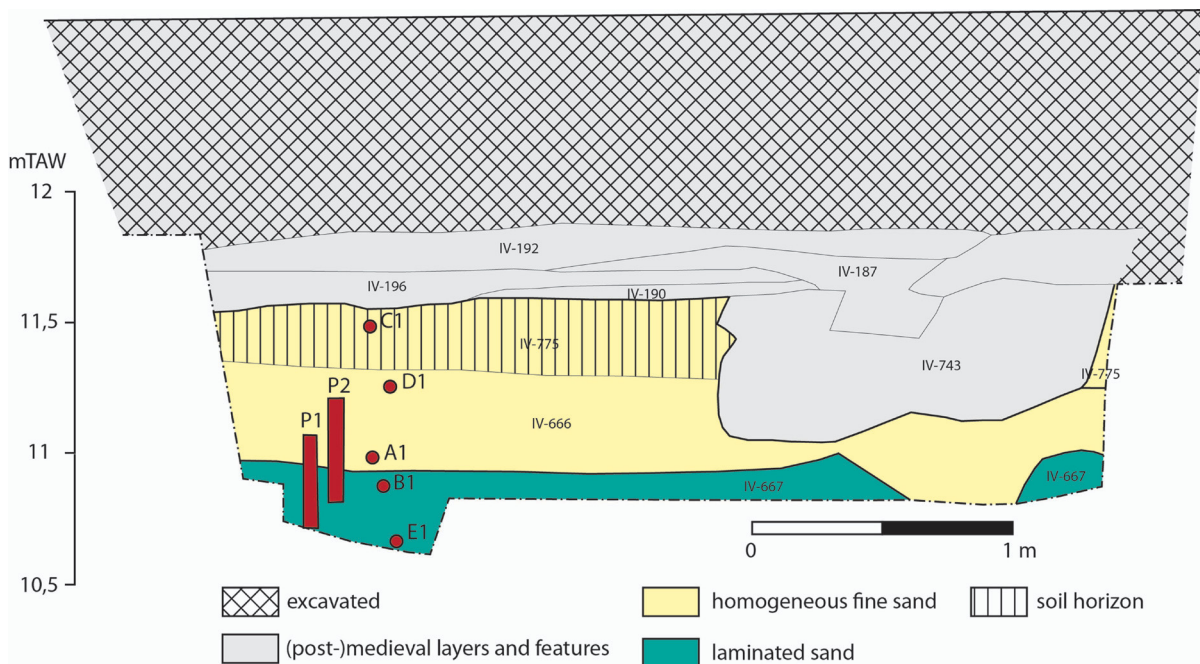 mTAW
12
IV-192
IV-187
IV-196
IV-190
11,5
C1
IV-775
IV-743
IV-775
D1
P2
P1
IV-666
11
A1
B1
IV-667
IV-667
E1
0
1 m
10,5
excavated
homogeneous fine sand
soil horizon
(post-)medieval layers and features
laminated sand